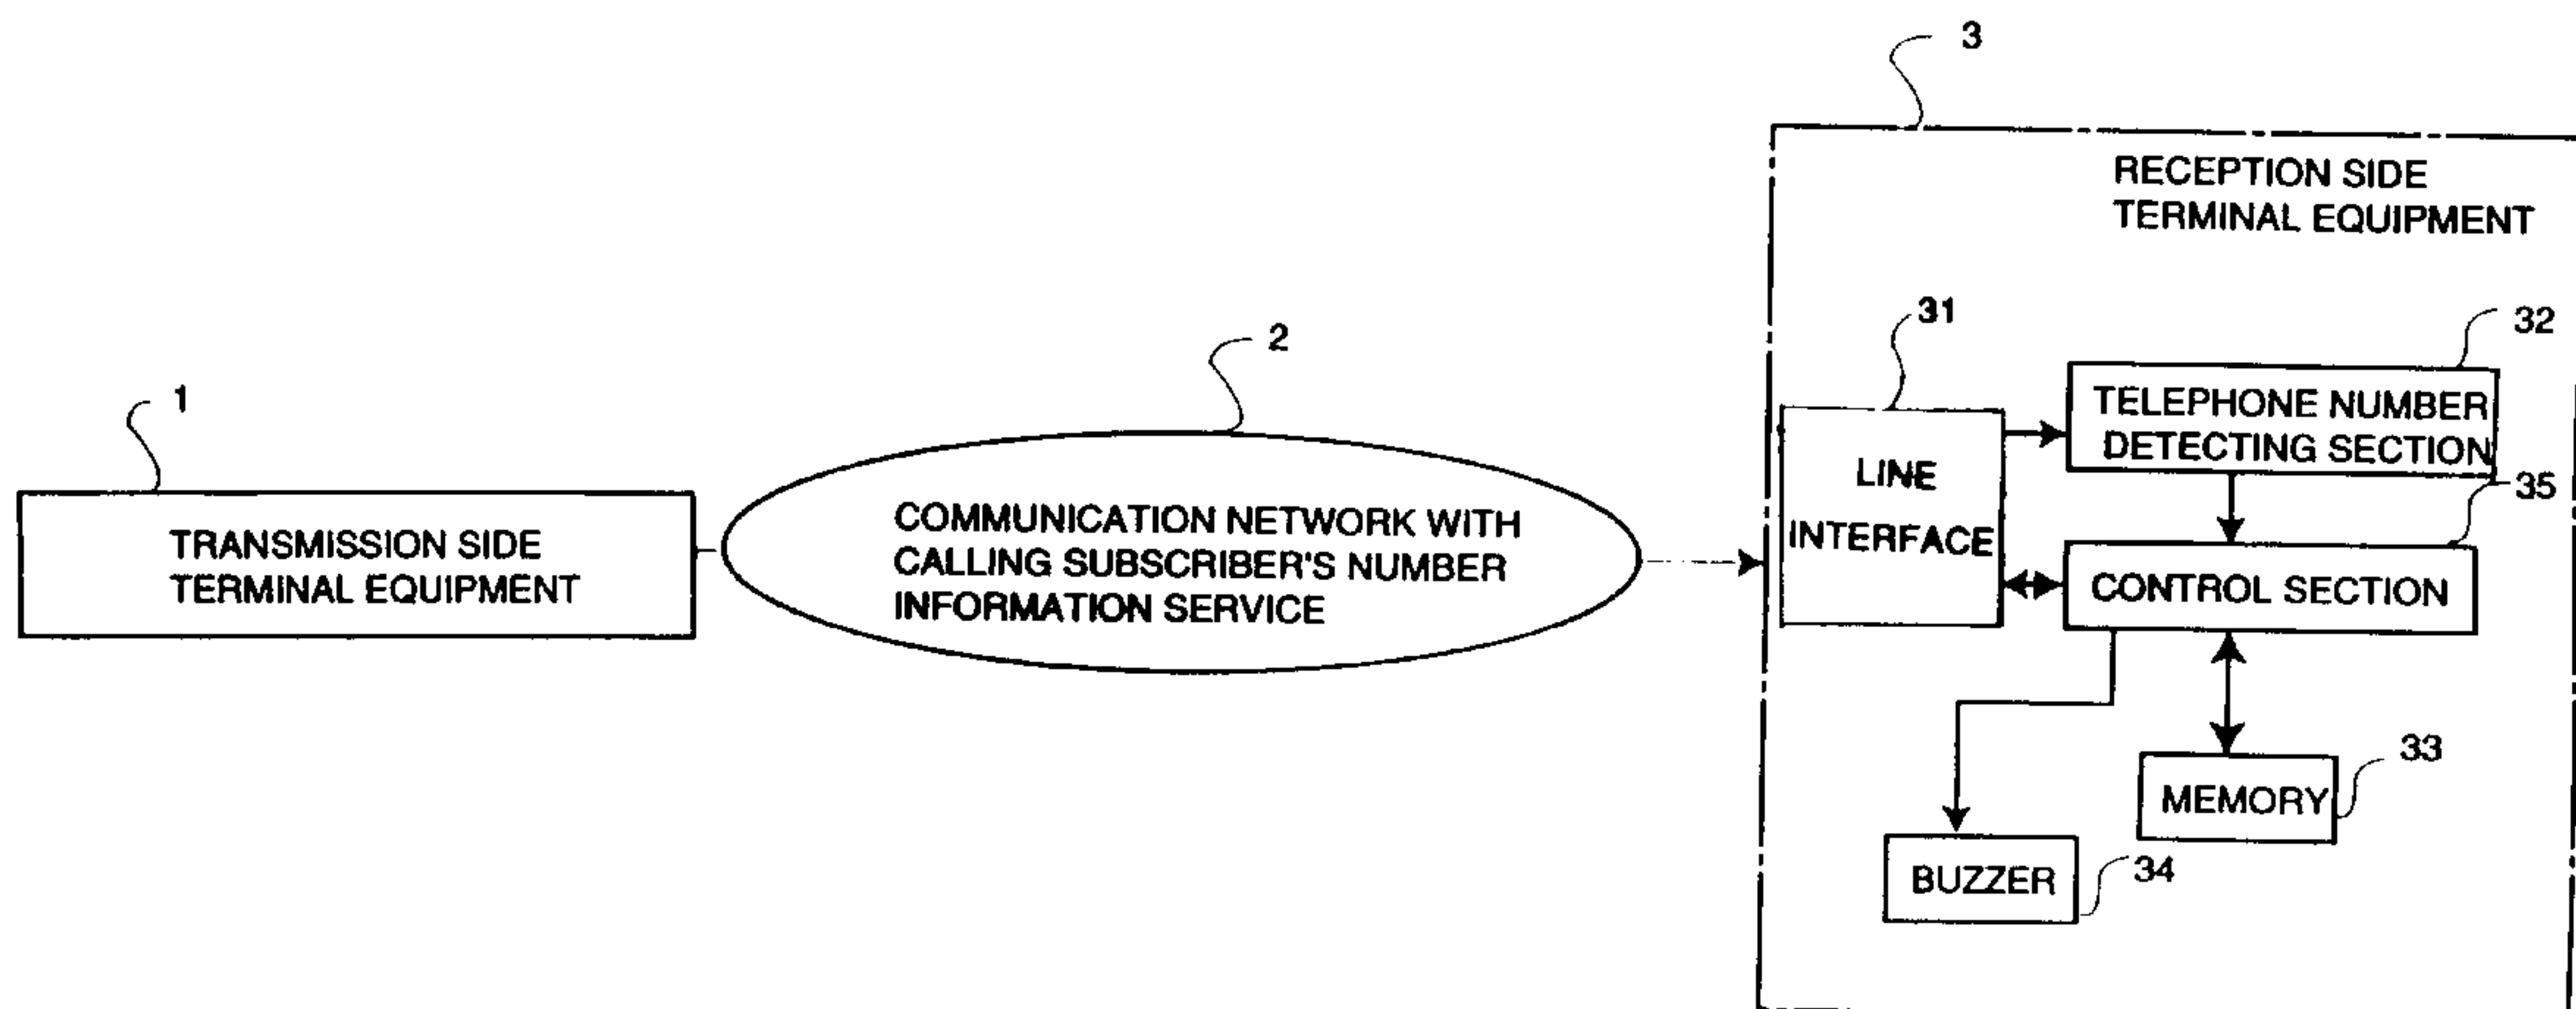 3
RECEPTION SIDE
TERMINAL EQUIPMENT
31
32
2
TELEPHONE NUMBER
DETECTING SECTION
1
LINE
INTERFACE
35
COMMUNICATION NETWORK WITH
CALLING SUBSCRIBER'S NUMBER
INFORMATION SERVICE
TRANSMISSION SIDE
TERMINAL EQUIPMENT
CONTROL SECTION
33
MEMORY
BUZZER
34